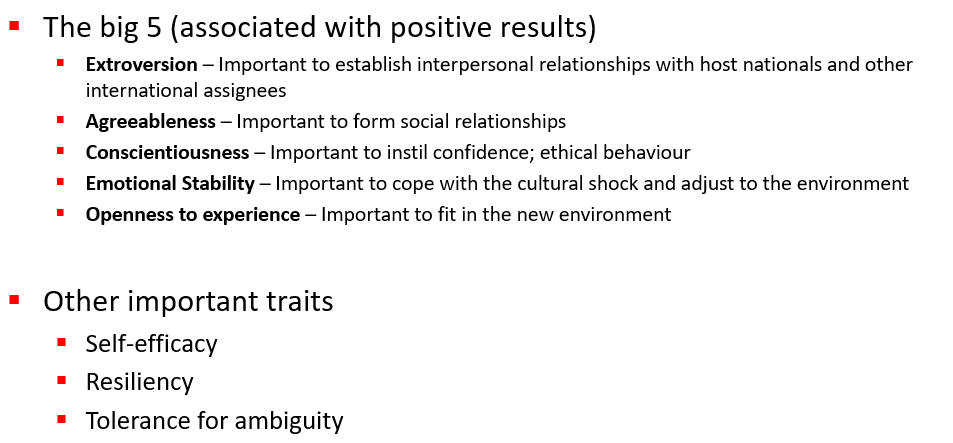 The big 5 (associated with positive results)
Extroversion – Important to establish interpersonal relationships with host nationals and other
international assignees
Agreeableness – Important to form social relationships
Conscientiousness – Important to instil confidence; ethical behaviour
Emotional Stability – Important to cope with the cultural shock and adjust to the environment
Openness to experience – Important to fit in the new environment
Other important traits
Self-efficacy
Resiliency
Tolerance for ambiguity